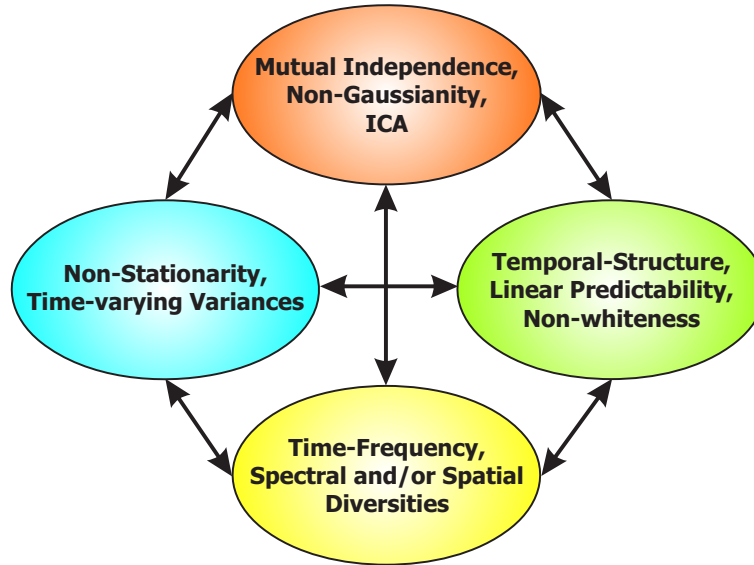 Mutual Independence,
Non-Gaussianity,
ICA
Non-Stationarity,
Time-varying Variances
Temporal-Structure,
Linear Predictability,
Non-whiteness
Time-Frequency,
Spectral and/or Spatial
Diversities